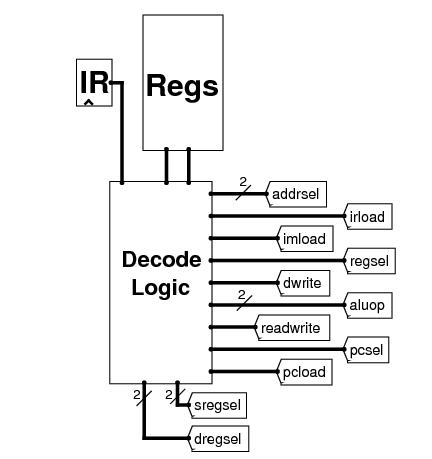 IR
Regs
2
addrsel
irload
imload
Decode
Logic
regsel
dwrite
2
aluop
readwrite
pcsel
pcload
2
2
sregsel
dregsel